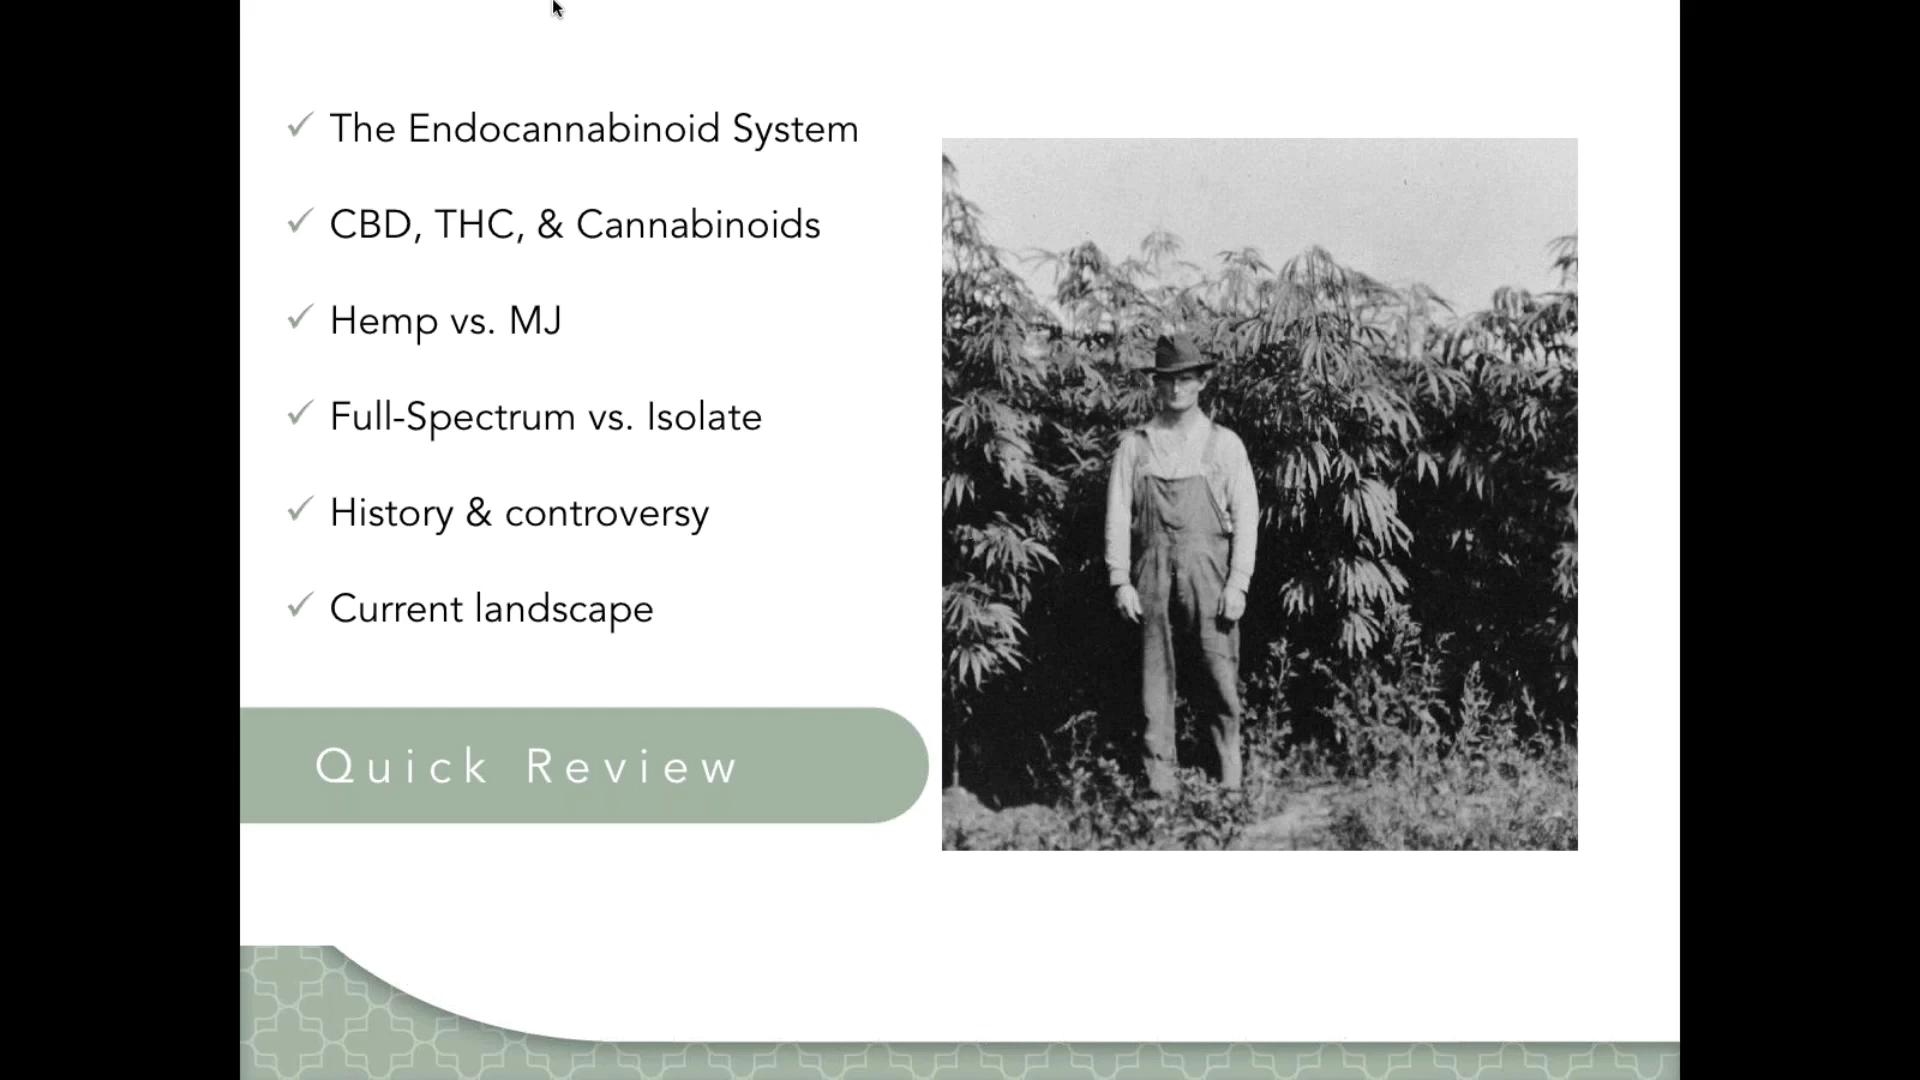 The Endocannabinoid System
CBD, THC, & Cannabinoids
Hemp vs. MJ
Full-Spectrum vs. Isolate
History & controversy
Current landscape
Quick Review